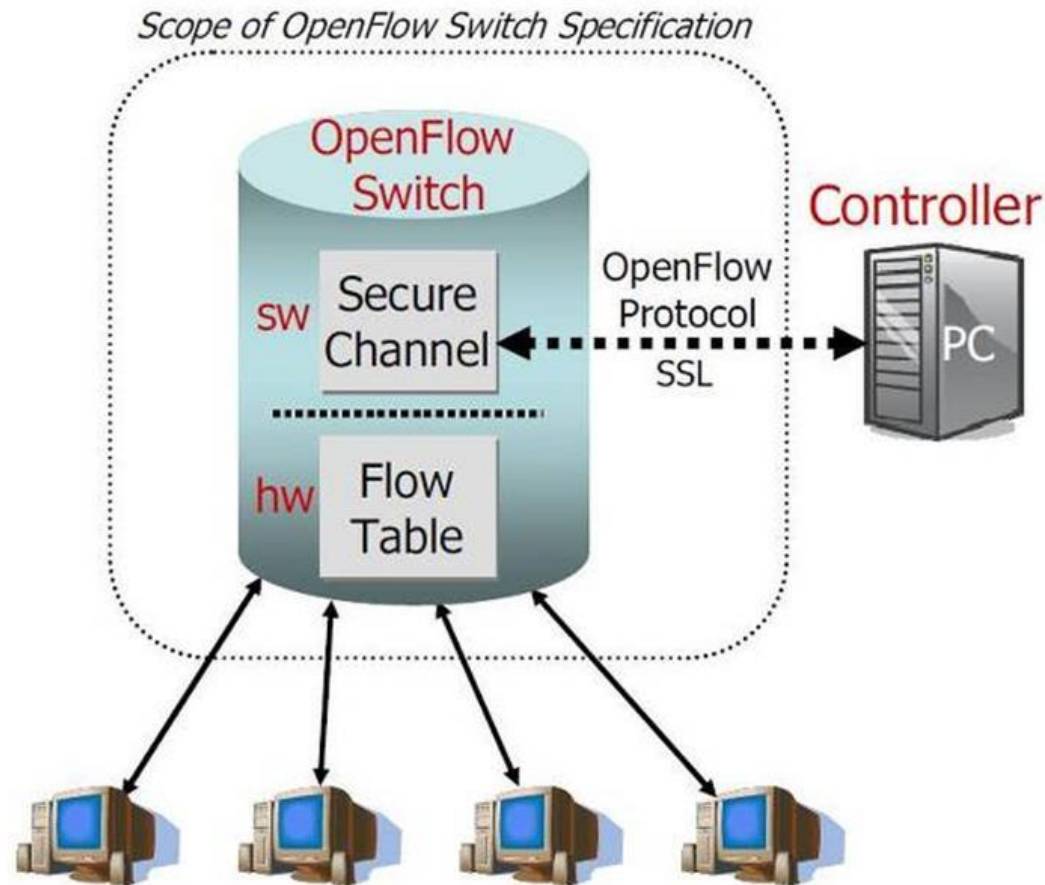 Scope of OpenFlow Switch Specification
OpenFlow
Switch
Controller
sw
Secure
Channel
OpenFlow
Protocol
SSL
PC
hw
Flow
Table